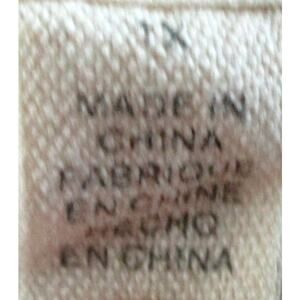 1X
MADE IN
CHINA
FABRIQUE
EN CHINE
HECHO
EN CHINA